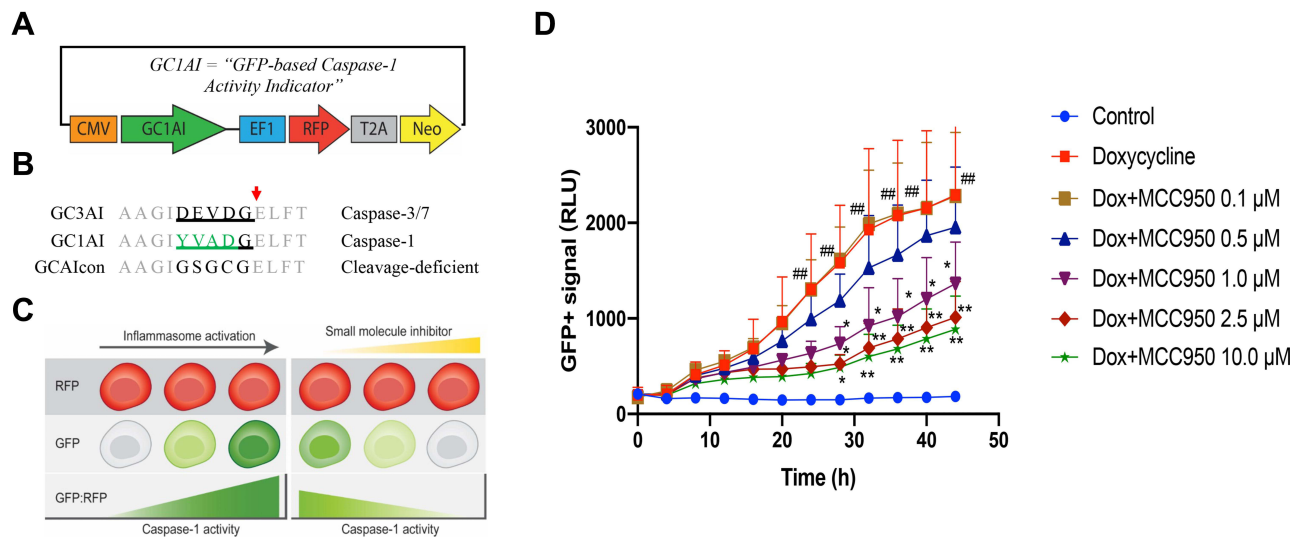 A
GC1AI = “GFP-based Caspase-1
Activity Indicator”
CMV GC1AI EF1 RFP T2A Neo
B
GC3AI AAGIDEVDGELFT Caspase-3/7
GC1AI AAGIYVADGELFT Caspase-1
GCAIcon AAGIGSGCGELFT Cleavage-deficient
C
Inflammasome activation
Small molecule inhibitor
RFP
GFP
GFP:RFP
Caspase-1 activity
Caspase-1 activity
D
GFP+ signal (RLU)
3000
2000
1000
0
0 10 20 30 40 50
Time (h)
## ## ## ## ## ##
* * * * *
** ** ** **
* ** ** ** **
Control
Doxycycline
Dox+MCC950 0.1 µM
Dox+MCC950 0.5 µM
Dox+MCC950 1.0 µM
Dox+MCC950 2.5 µM
Dox+MCC950 10.0 µM